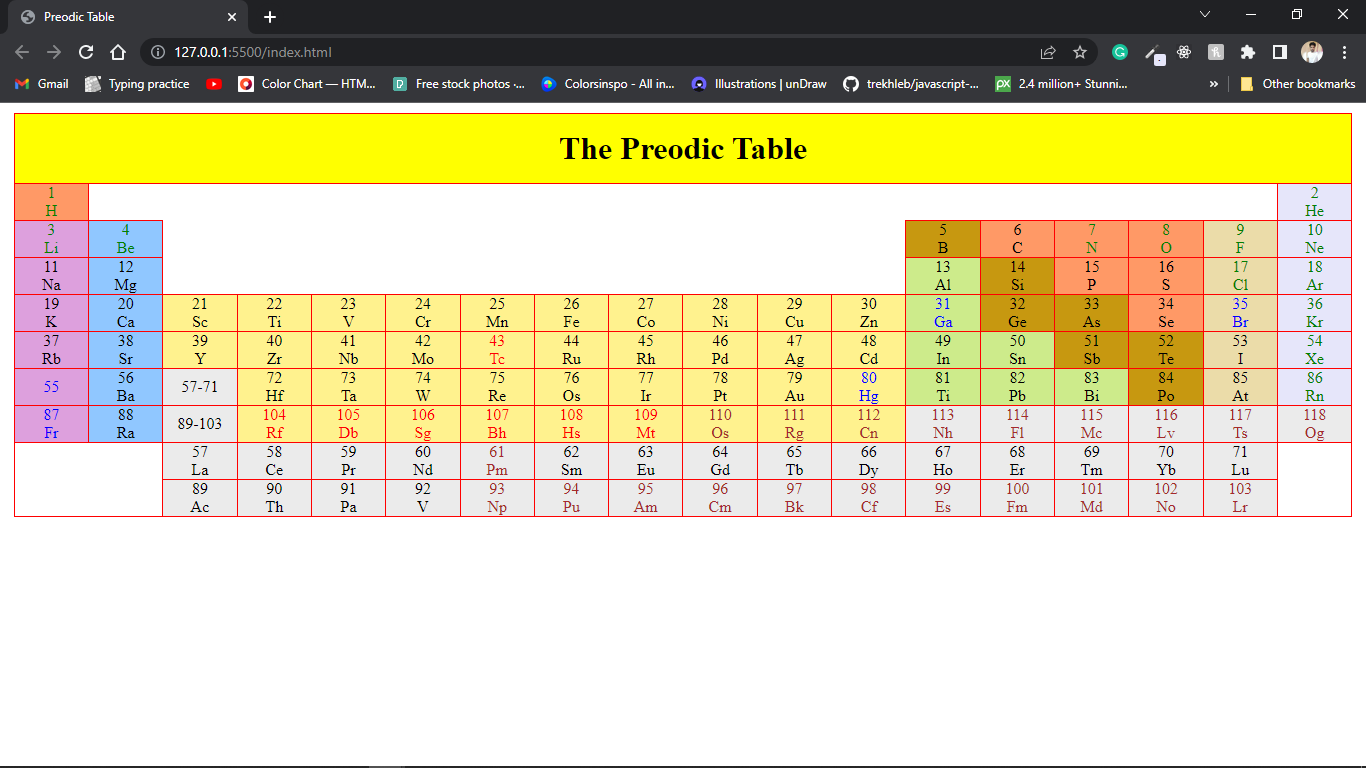 Preodic Table
127.0.0.1:5500/index.html
Gmail Typing practice Color Chart — HTM... Free stock photos ·... Colorsinspo - All in... Illustrations | unDraw trekhleb/javascript-... PX 2.4 million+ Stunni... » Other bookmarks
The Preodic Table
1 2
H He
3 4 5 6 7 8 9 10
Li Be B C N O F Ne
11 12 13 14 15 16 17 18
Na Mg Al Si P S Cl Ar
19 20 21 22 23 24 25 26 27 28 29 30 31 32 33 34 35 36
K Ca Sc Ti V Cr Mn Fe Co Ni Cu Zn Ga Ge As Se Br Kr
37 38 39 40 41 42 43 44 45 46 47 48 49 50 51 52 53 54
Rb Sr Y Zr Nb Mo Tc Ru Rh Pd Ag Cd In Sn Sb Te I Xe
55 56 57-71 72 73 74 75 76 77 78 79 80 81 82 83 84 85 86
Ba Hf Ta W Re Os Ir Pt Au Hg Ti Pb Bi Po At Rn
87 88 89-103 104 105 106 107 108 109 110 111 112 113 114 115 116 117 118
Fr Ra Rf Db Sg Bh Hs Mt Os Rg Cn Nh Fl Mc Lv Ts Og
57 58 59 60 61 62 63 64 65 66 67 68 69 70 71
La Ce Pr Nd Pm Sm Eu Gd Tb Dy Ho Er Tm Yb Lu
89 90 91 92 93 94 95 96 97 98 99 100 101 102 103
Ac Th Pa V Np Pu Am Cm Bk Cf Es Fm Md No Lr